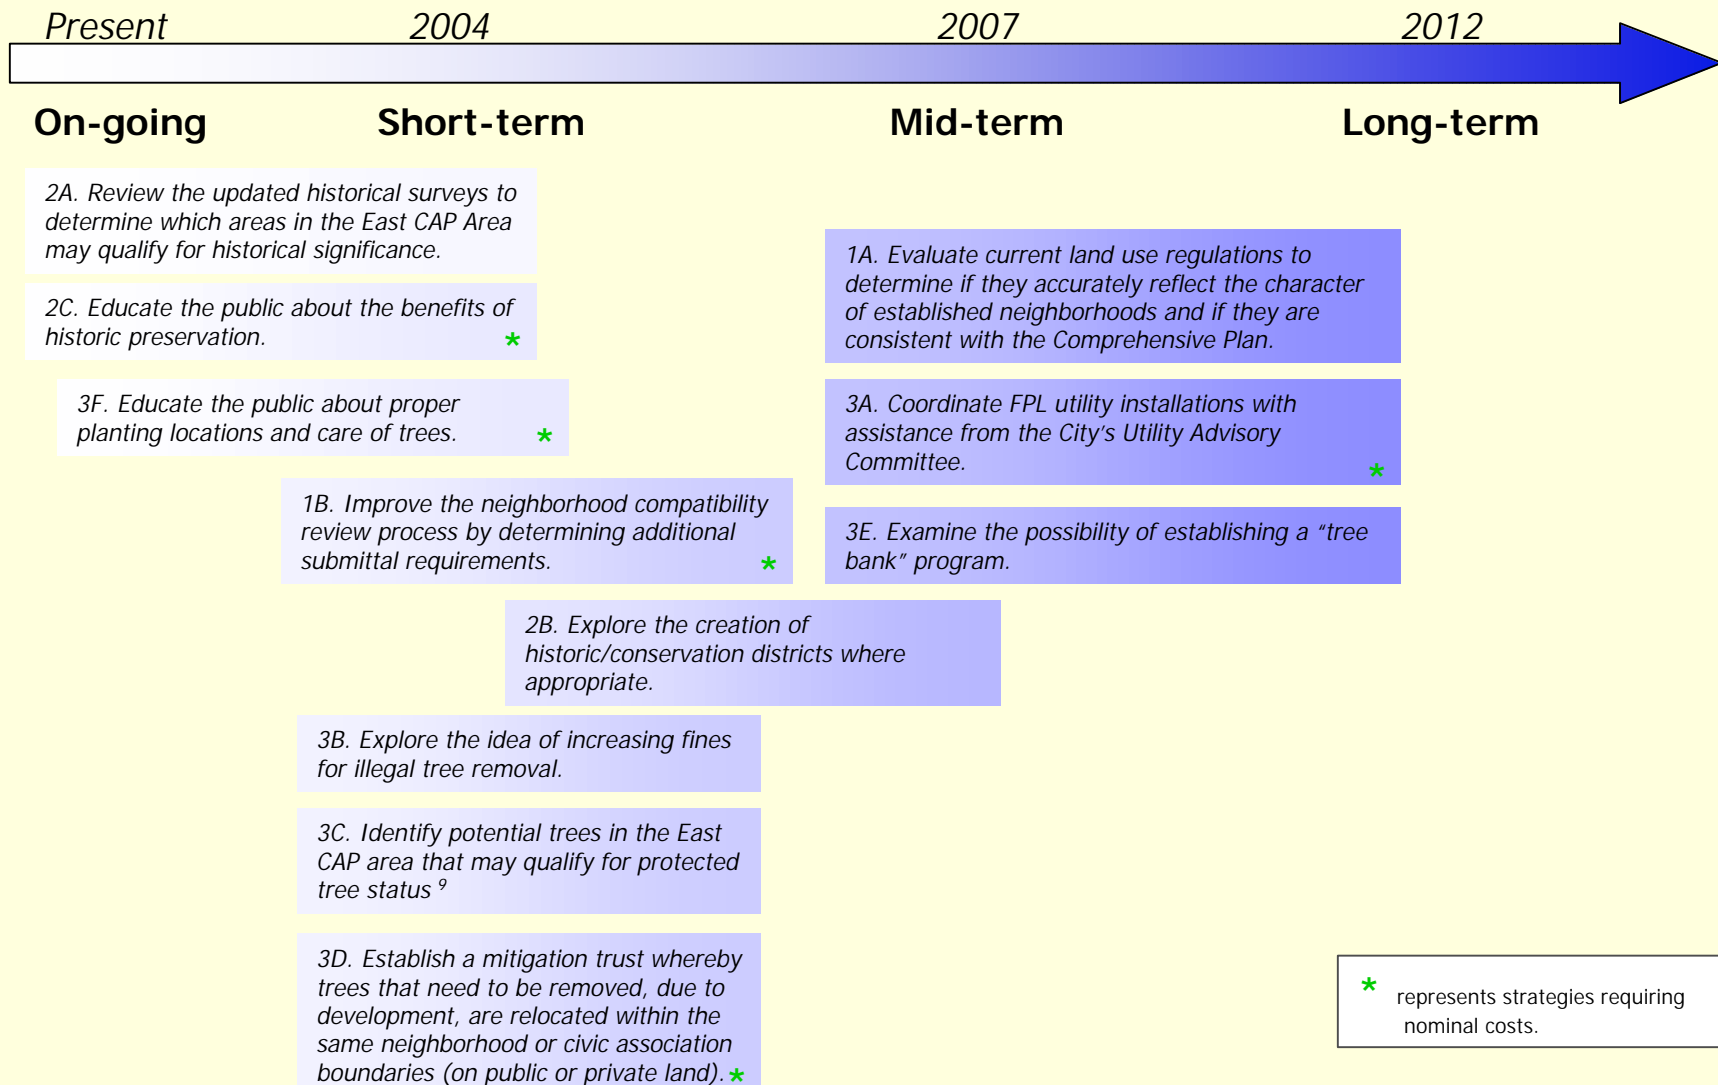 Present 2004 2007 2012
On-going Short-term Mid-term Long-term
2A. Review the updated historical surveys to
determine which areas in the East CAP Area
may qualify for historical significance.
2C. Educate the public about the benefits of
historic preservation. *
3F. Educate the public about proper
planting locations and care of trees. *
1B. Improve the neighborhood compatibility
review process by determining additional
submittal requirements. *
1A. Evaluate current land use regulations to
determine if they accurately reflect the character
of established neighborhoods and if they are
consistent with the Comprehensive Plan.
3A. Coordinate FPL utility installations with
assistance from the City's Utility Advisory
Committee. *
3E. Examine the possibility of establishing a "tree
bank" program.
2B. Explore the creation of
historic/conservation districts where
appropriate.
3B. Explore the idea of increasing fines
for illegal tree removal.
3C. Identify potential trees in the East
CAP area that may qualify for protected
tree status ⁹
3D. Establish a mitigation trust whereby
trees that need to be removed, due to
development, are relocated within the
same neighborhood or civic association
boundaries (on public or private land). *
* represents strategies requiring
nominal costs.